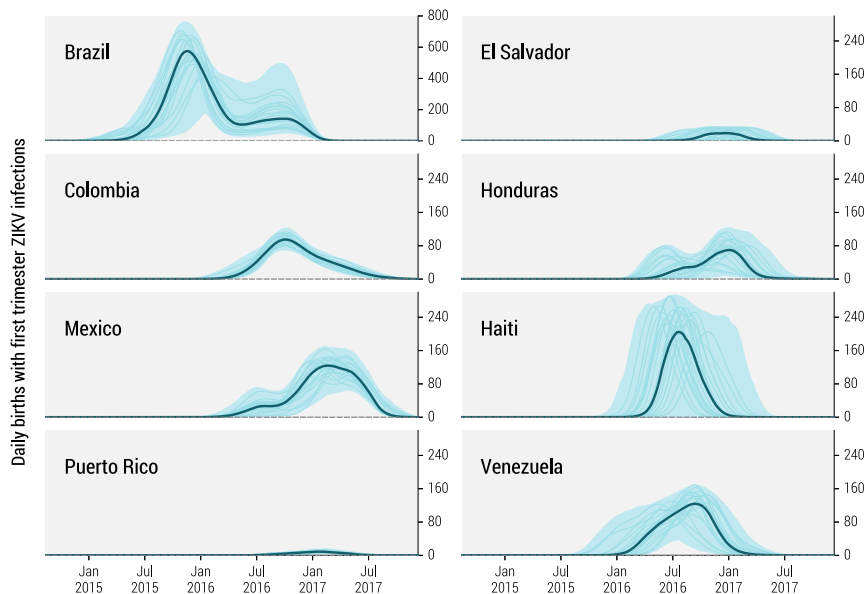 Daily births with first trimester ZIKV infections
Brazil
800
600
400
200
0
El Salvador
240
160
80
0
Colombia
240
160
80
0
Honduras
240
160
80
0
Mexico
240
160
80
0
Haiti
240
160
80
0
Puerto Rico
240
160
80
0
Venezuela
240
160
80
0
Jan Jul Jan Jul Jan Jul
2015 2015 2016 2016 2017 2017
Jan Jul Jan Jul Jan Jul
2015 2015 2016 2016 2017 2017